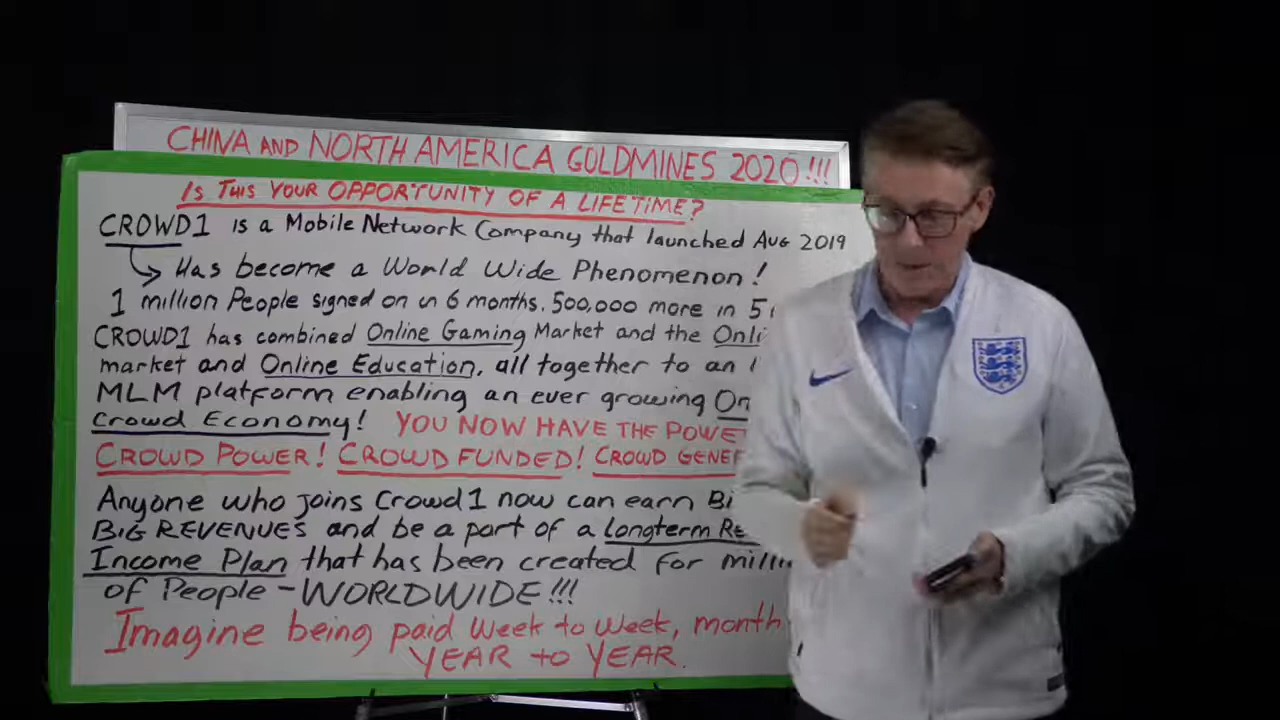 CHINA AND NORTH AMERICA GOLDMINES 2020!!!
IS THIS YOUR OPPORTUNITY OF A LIFETIME?
CROWD1 is a Mobile Network Company that launched AUG 2019
Has become a World Wide Phenomenon!
1 million People signed on in 6 months. 500,000 more in 5
CROWD1 has combined Online Gaming Market and the
market and Online Education, all together to an
MLM platform enabling an ever growing
Crowd Economy! YOU NOW HAVE THE
CROWD POWER! CROWD FUNDED! CROWD
Anyone who joins Crowd1 now can earn
BIG REVENUES and be a part of a longterm
Income Plan that has been created for
of People - WORLDWIDE!!!
Imagine being paid week to week, month
YEAR to YEAR.